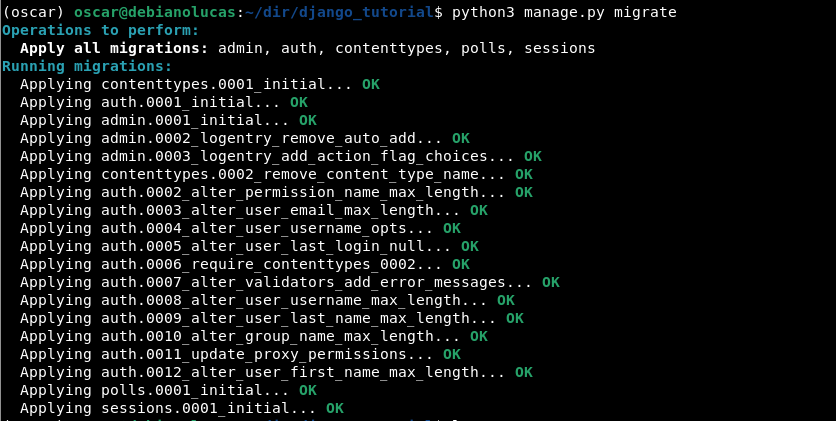 (oscar) oscar@debianolucas:~/dir/django_tutorial$ python3 manage.py migrate
Operations to perform:
  Apply all migrations: admin, auth, contenttypes, polls, sessions
Running migrations:
  Applying contenttypes.0001_initial... OK
  Applying auth.0001_initial... OK
  Applying admin.0001_initial... OK
  Applying admin.0002_logentry_remove_auto_add... OK
  Applying admin.0003_logentry_add_action_flag_choices... OK
  Applying contenttypes.0002_remove_content_type_name... OK
  Applying auth.0002_alter_permission_name_max_length... OK
  Applying auth.0003_alter_user_email_max_length... OK
  Applying auth.0004_alter_user_username_opts... OK
  Applying auth.0005_alter_user_last_login_null... OK
  Applying auth.0006_require_contenttypes_0002... OK
  Applying auth.0007_alter_validators_add_error_messages... OK
  Applying auth.0008_alter_user_username_max_length... OK
  Applying auth.0009_alter_user_last_name_max_length... OK
  Applying auth.0010_alter_group_name_max_length... OK
  Applying auth.0011_update_proxy_permissions... OK
  Applying auth.0012_alter_user_first_name_max_length... OK
  Applying polls.0001_initial... OK
  Applying sessions.0001_initial... OK